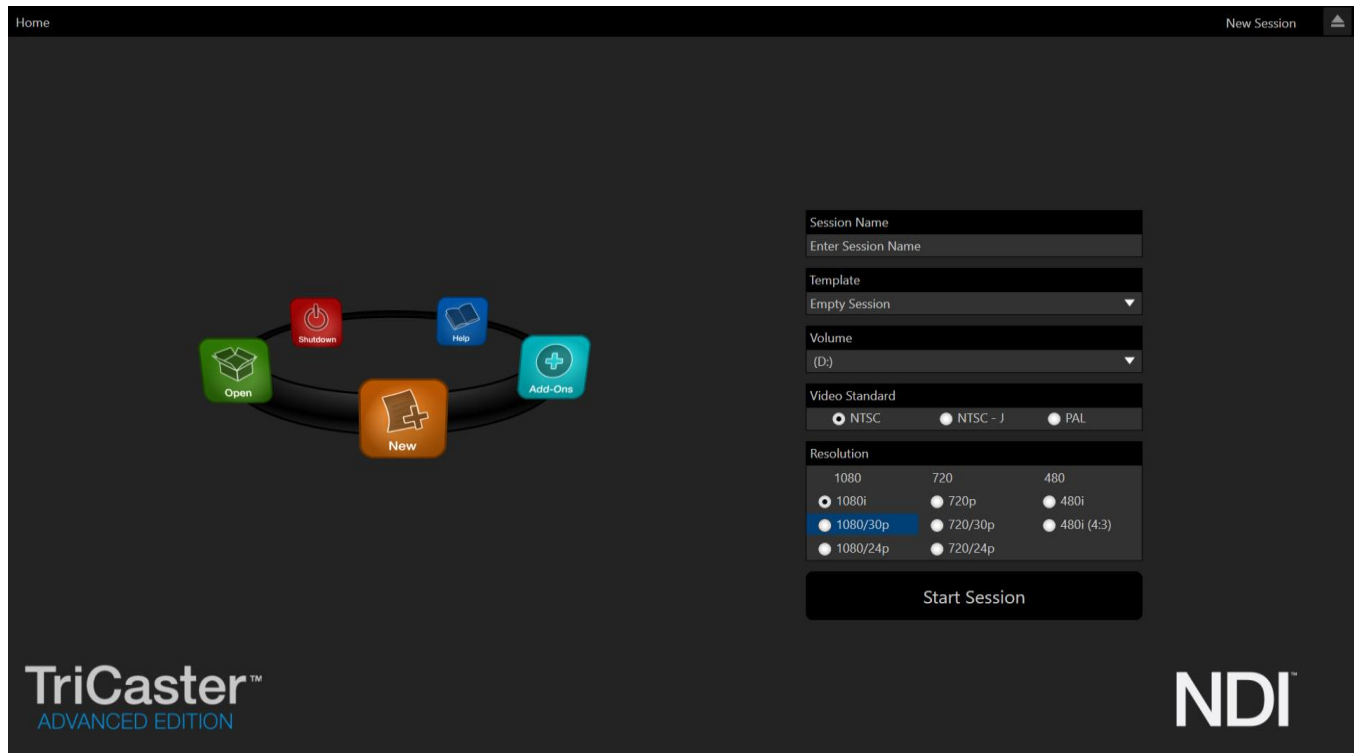 Home
New Session
Shutdown
Help
Open
Add-Ons
New
Session Name
Enter Session Name
Template
Empty Session
Volume
(D:)
Video Standard
NTSC NTSC - J PAL
Resolution
1080 720 480
1080i 720p 480i
1080/30p 720/30p 480i (4:3)
1080/24p 720/24p
Start Session
TriCaster™
ADVANCED EDITION
NDI™